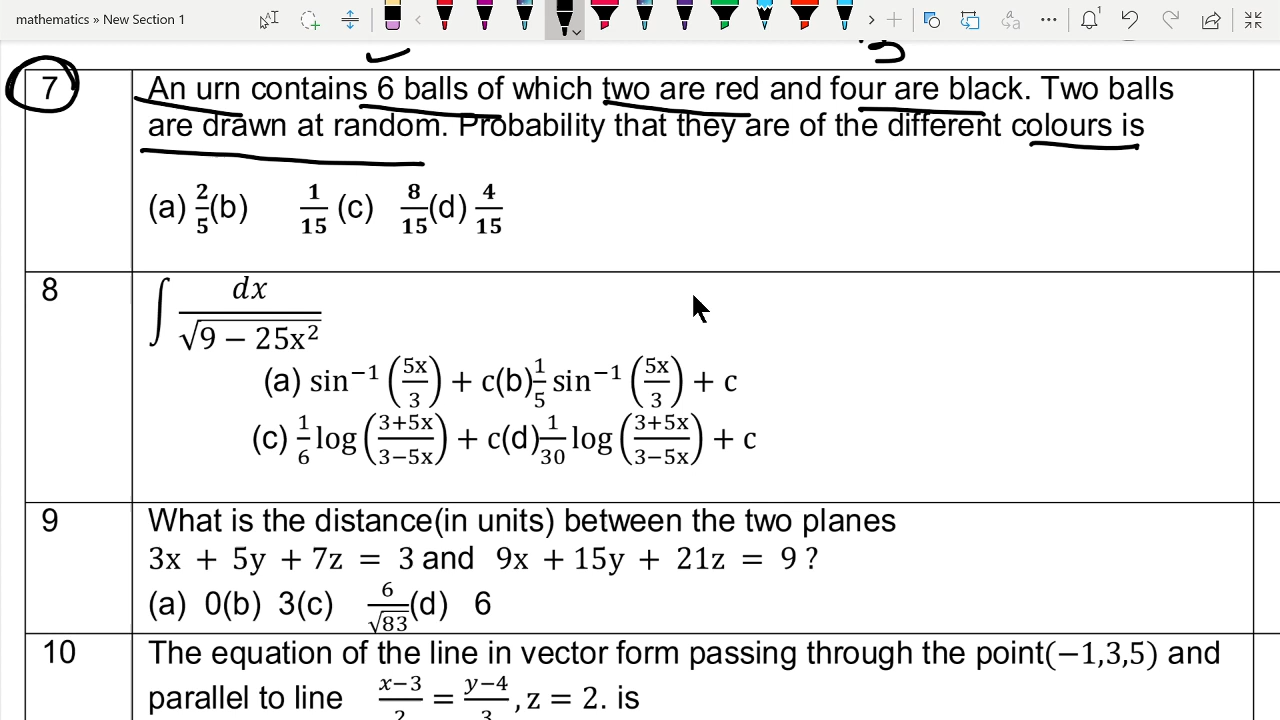 mathematics » New Section 1
7 An urn contains 6 balls of which two are red and four are black. Two balls
are drawn at random. Probability that they are of the different colours is
(a) 2/5 (b) 1/15 (c) 8/15 (d) 4/15
8 ∫ dx/√(9 − 25x²)
(a) sin⁻¹(5x/3) + c(b) 1/5 sin⁻¹(5x/3) + c
(c) 1/6 log((3+5x)/(3−5x)) + c(d) 1/30 log((3+5x)/(3−5x)) + c
9 What is the distance(in units) between the two planes
3x + 5y + 7z = 3 and 9x + 15y + 21z = 9 ?
(a) 0(b) 3(c) 6/√83 (d) 6
10 The equation of the line in vector form passing through the point(−1,3,5) and
parallel to line (x−3)/2 = (y−4)/3 , z = 2. is